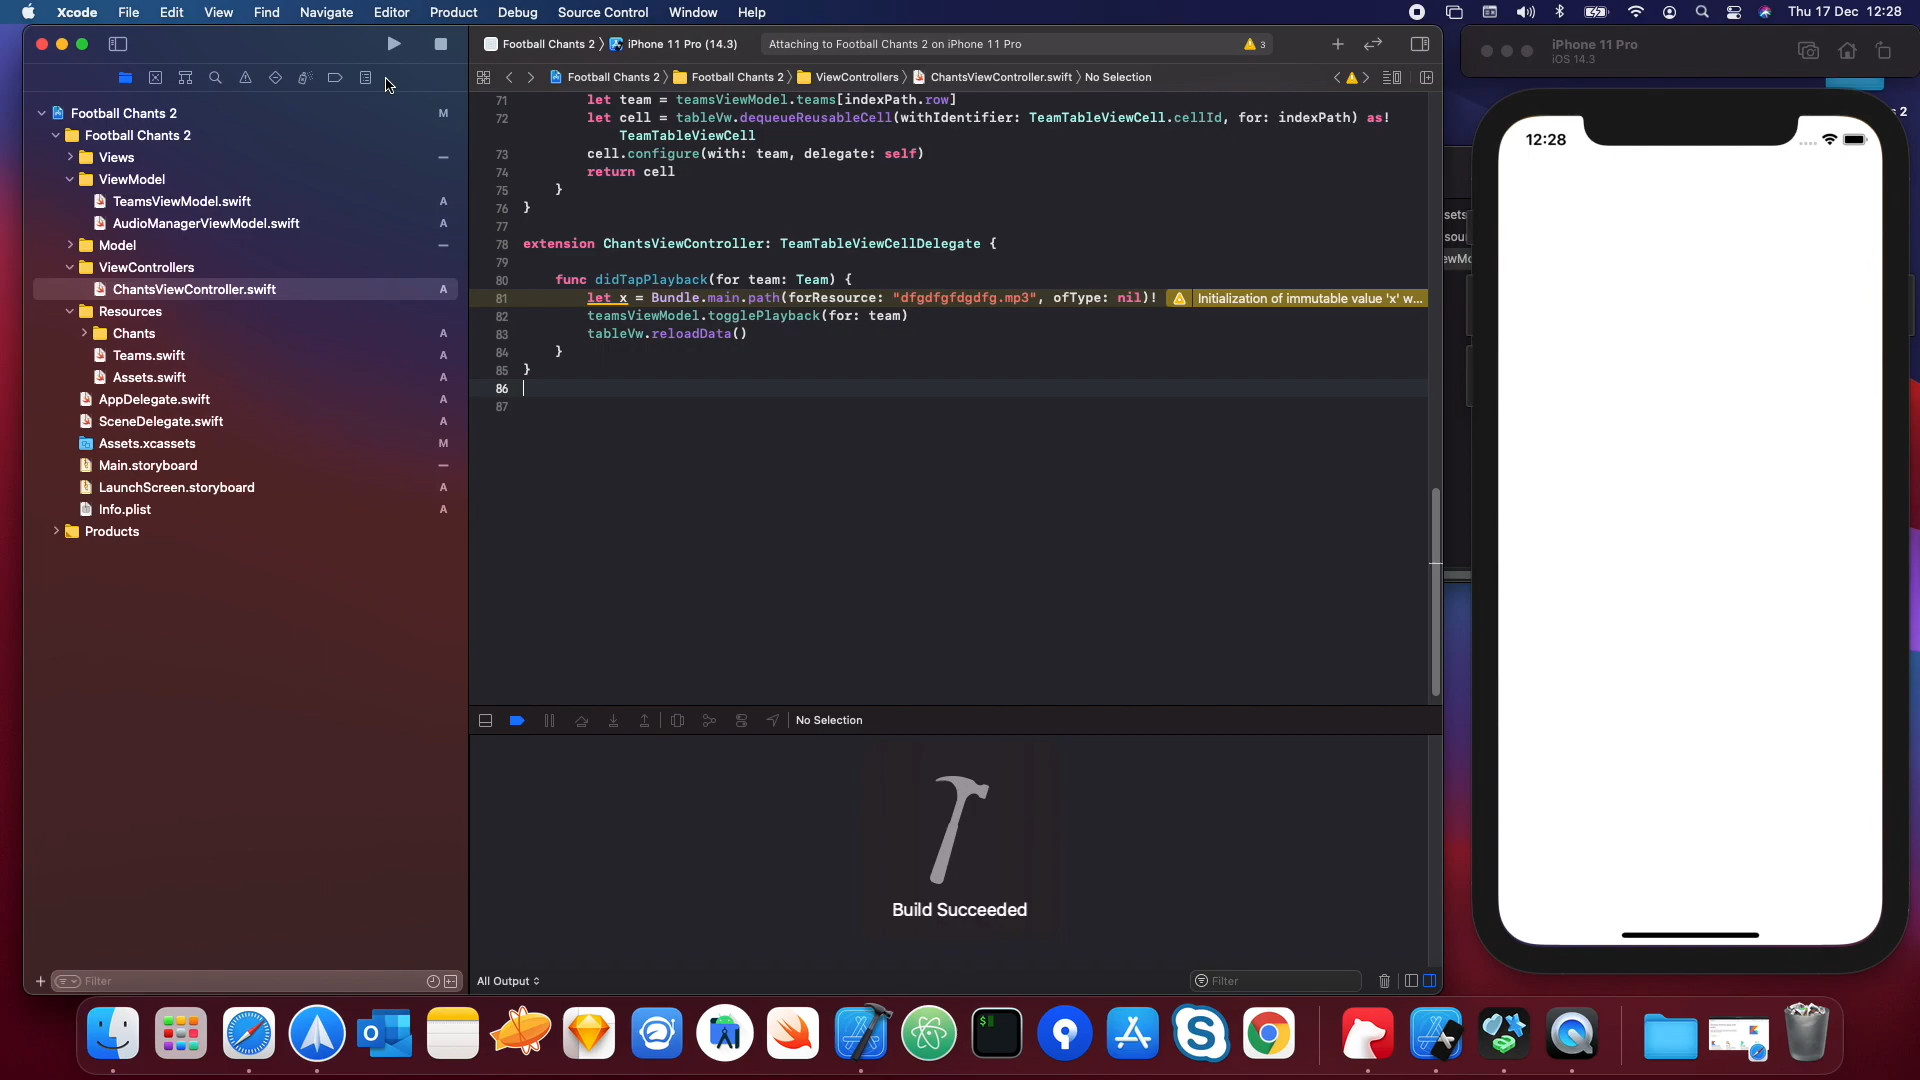 Xcode File Edit View Find Navigate Editor Product Debug Source Control Window Help Thu 17 Dec 12:28
Football Chants 2 iPhone 11 Pro (14.3) Attaching to Football Chants 2 on iPhone 11 Pro 3
iPhone 11 Pro
iOS 14.3
Football Chants 2 Football Chants 2 ViewControllers ChantsViewController.swift No Selection
Football Chants 2 M
Football Chants 2
Views
ViewModel
TeamsViewModel.swift A
AudioManagerViewModel.swift A
Model
ViewControllers
ChantsViewController.swift A
Resources
Chants A
Teams.swift A
Assets.swift A
AppDelegate.swift A
SceneDelegate.swift A
Assets.xcassets M
Main.storyboard
LaunchScreen.storyboard A
Info.plist A
Products
Filter
71 let team = teamsViewModel.teams[indexPath.row]
72 let cell = tableVw.dequeueReusableCell(withIdentifier: TeamTableViewCell.cellId, for: indexPath) as!
TeamTableViewCell
73 cell.configure(with: team, delegate: self)
74 return cell
75 }
76 }
77
78 extension ChantsViewController: TeamTableViewCellDelegate {
79
80 func didTapPlayback(for team: Team) {
81 let x = Bundle.main.path(forResource: "dfgdfgfdgdfg.mp3", ofType: nil)! Initialization of immutable value 'x' w...
82 teamsViewModel.togglePlayback(for: team)
83 tableVw.reloadData()
84 }
85 }
86
87
No Selection
Build Succeeded
All Output Filter
2
sets
sou
ewMo
12:28